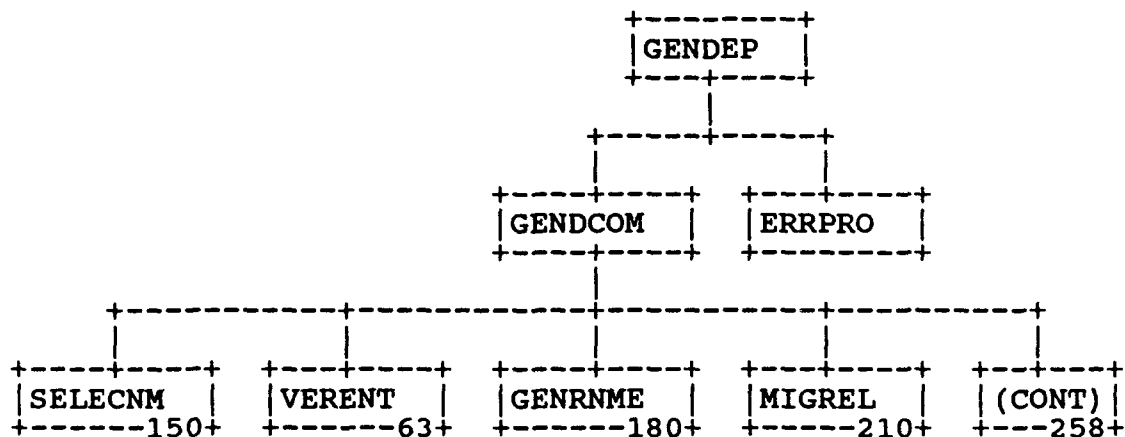 GENDEP
GENDCOM ERRPRO
SELECNM VERENT GENRNME MIGREL (CONT)
150 63 180 210 258